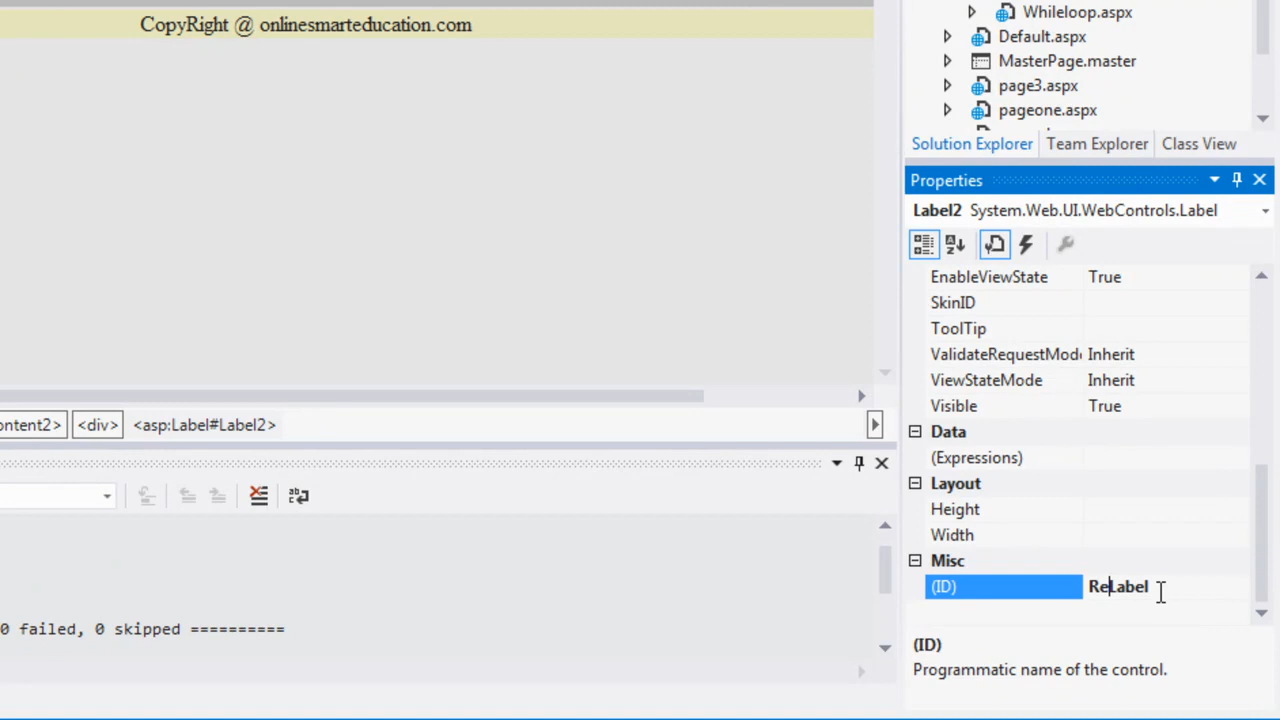 CopyRight @ onlinesmarteducation.com
Whileloop.aspx
Default.aspx
MasterPage.master
page3.aspx
pageone.aspx
Solution Explorer Team Explorer Class View
Properties
Label2 System.Web.UI.WebControls.Label
EnableViewState True
SkinID
ToolTip
ValidateRequestMod Inherit
ViewStateMode Inherit
Visible True
ontent2> <div> <asp:Label#Label2>
Data
(Expressions)
Layout
Height
Width
Misc
(ID) ReLabel
0 failed, 0 skipped ==========
(ID)
Programmatic name of the control.